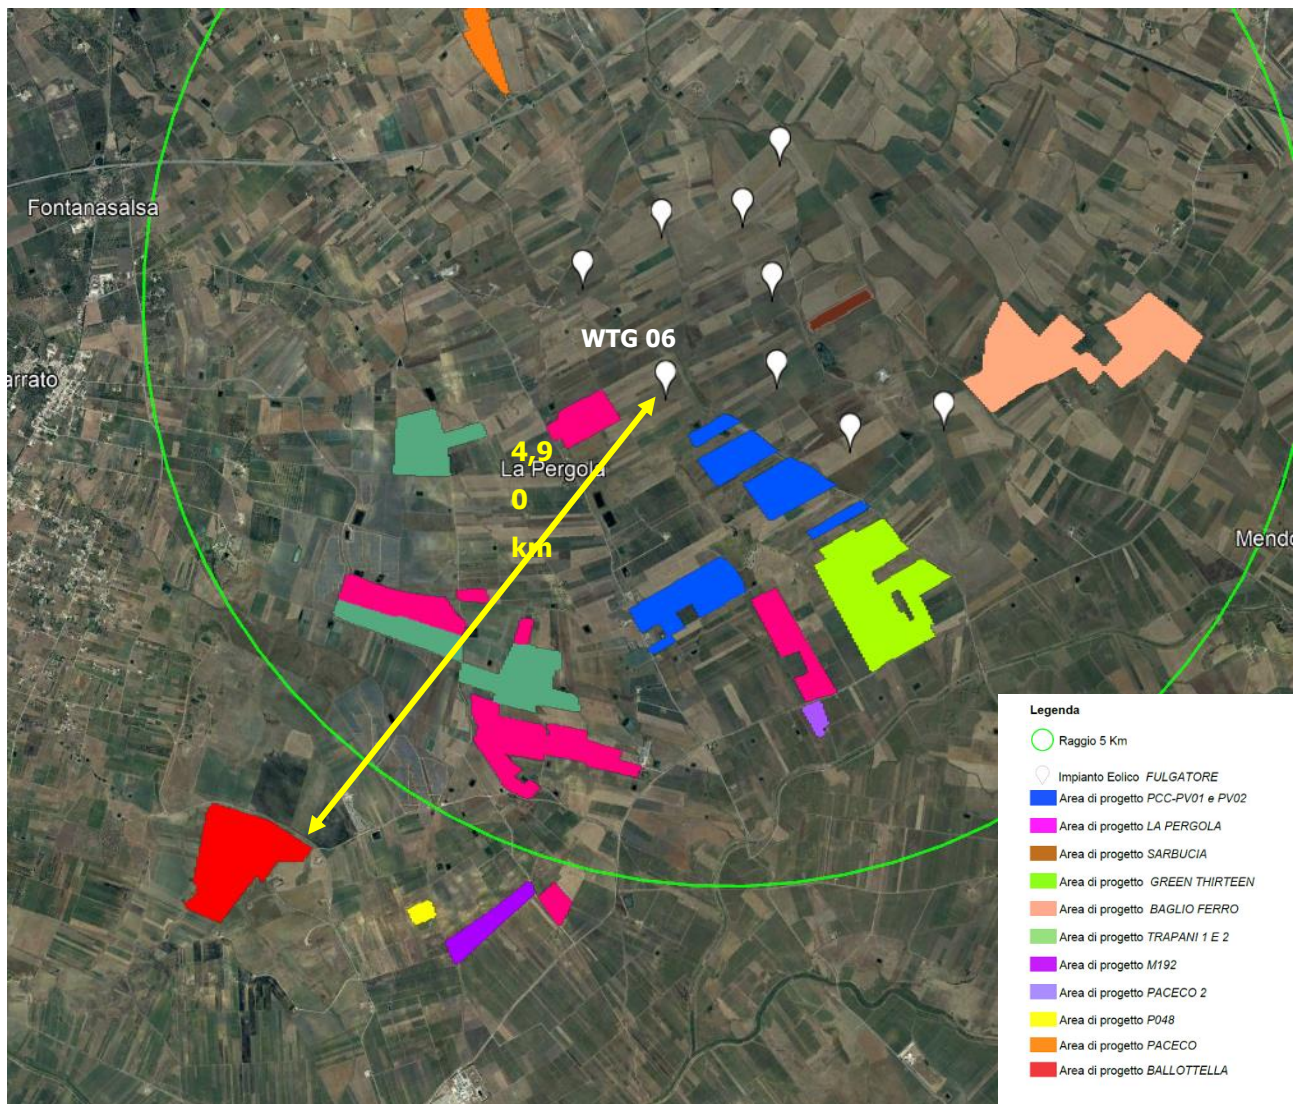 Fontanasalsa
WTG 06
arrato
4,9
La Pergola
0
km
Mendo
Legenda
Raggio 5 Km
Impianto Eolico FULGATORE
Area di progetto PCC-PV01 e PV02
Area di progetto LA PERGOLA
Area di progetto SARBUCIA
Area di progetto GREEN THIRTEEN
Area di progetto BAGLIO FERRO
Area di progetto TRAPANI 1 E 2
Area di progetto M192
Area di progetto PACECO 2
Area di progetto P048
Area di progetto PACECO
Area di progetto BALLOTTELLA